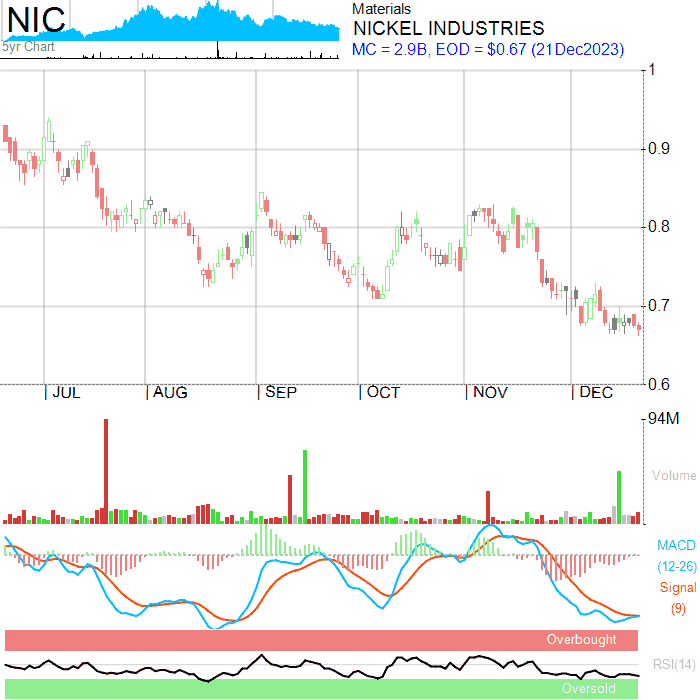 NIC
5yr Chart
Materials
NICKEL INDUSTRIES
MC = 2.9B, EOD = $0.67 (21Dec2023)
1
0.9
0.8
0.7
0.6
JUL AUG SEP OCT NOV DEC
94M
Volume
MACD
(12-26)
Signal
(9)
Overbought
RSI(14)
Oversold